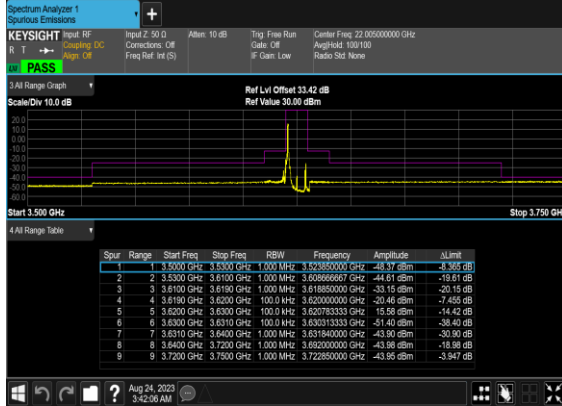 Spectrum Analyzer 1
Spurious Emissions
KEYSIGHT Input: RF Input Z: 50 Ω Atten: 10 dB Trig: Free Run Center Freq: 22.005000000 GHz
R T Coupling: DC Corrections: Off Gate: Off Avg|Hold: 100/100
Align: Off Freq Ref: Int (S) IF Gain: Low Radio Std: None
PASS
3 All Range Graph
Ref Lvl Offset 33.42 dB
Scale/Div 10.0 dB Ref Value 30.00 dBm
20.0
10.0
0.00
-10.0
-20.0
-30.0
-40.0
-50.0
-60.0
Start 3.500 GHz Stop 3.750 GH
4 All Range Table
Spur Range Start Freq Stop Freq RBW Frequency Amplitude ΔLimit
1 1 3.5000 GHz 3.5300 GHz 1.000 MHz 3.523850000 GHz -48.37 dBm -8.365 dB
2 2 3.5300 GHz 3.6100 GHz 1.000 MHz 3.608666667 GHz -44.61 dBm -19.61 dB
3 3 3.6100 GHz 3.6190 GHz 1.000 MHz 3.618850000 GHz -33.15 dBm -20.15 dB
4 4 3.6190 GHz 3.6200 GHz 100.0 kHz 3.620000000 GHz -20.46 dBm -7.455 dB
5 5 3.6200 GHz 3.6300 GHz 100.0 kHz 3.620783333 GHz 15.58 dBm -14.42 dB
6 6 3.6300 GHz 3.6310 GHz 100.0 kHz 3.630313333 GHz -51.40 dBm -38.40 dB
7 7 3.6310 GHz 3.6400 GHz 1.000 MHz 3.631840000 GHz -43.90 dBm -30.90 dB
8 8 3.6400 GHz 3.7200 GHz 1.000 MHz 3.692000000 GHz -43.98 dBm -18.98 dB
9 9 3.7200 GHz 3.7500 GHz 1.000 MHz 3.722850000 GHz -43.95 dBm -3.947 dB
Aug 24, 2023
3:42:06 AM